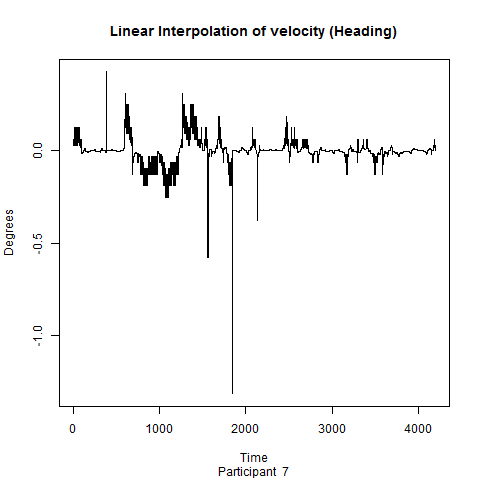 Linear Interpolation of velocity (Heading)
Degrees
0.0
-0.5
-1.0
0 1000 2000 3000 4000
Time
Participant 7